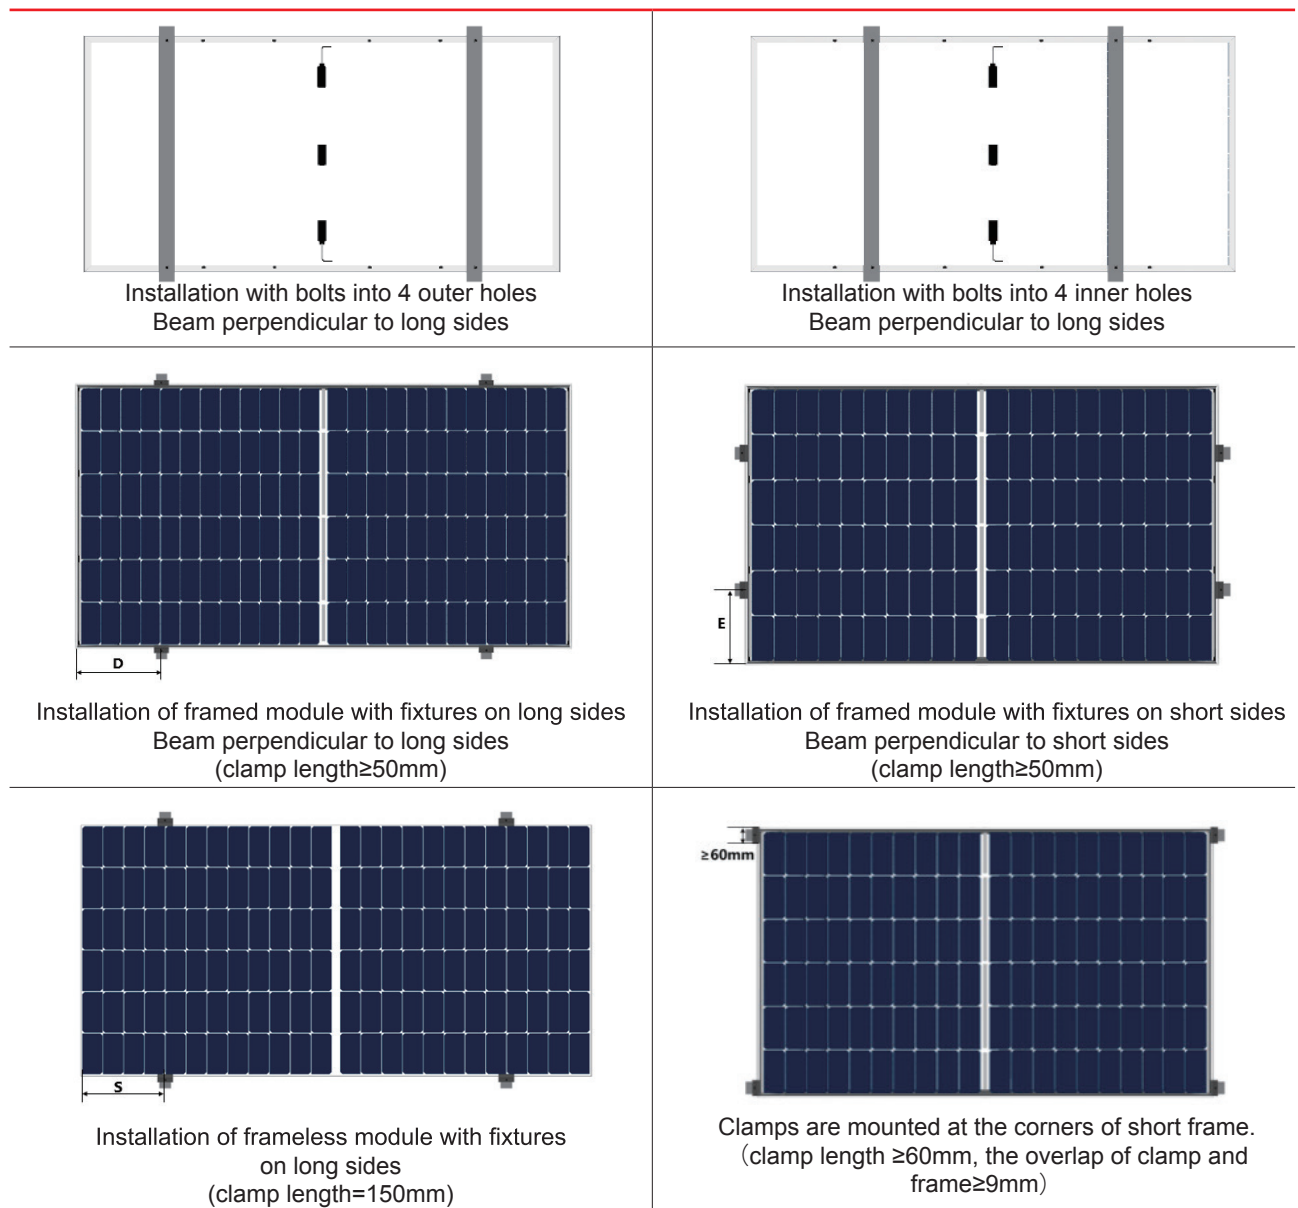 Installation with bolts into 4 outer holes
Beam perpendicular to long sides
Installation with bolts into 4 inner holes
Beam perpendicular to long sides
D
Installation of framed module with fixtures on long sides
Beam perpendicular to long sides
(clamp length≥50mm)
E
Installation of framed module with fixtures on short sides
Beam perpendicular to short sides
(clamp length≥50mm)
S
Installation of frameless module with fixtures
on long sides
(clamp length=150mm)
≥60mm
Clamps are mounted at the corners of short frame.
（clamp length ≥60mm, the overlap of clamp and
frame≥9mm）